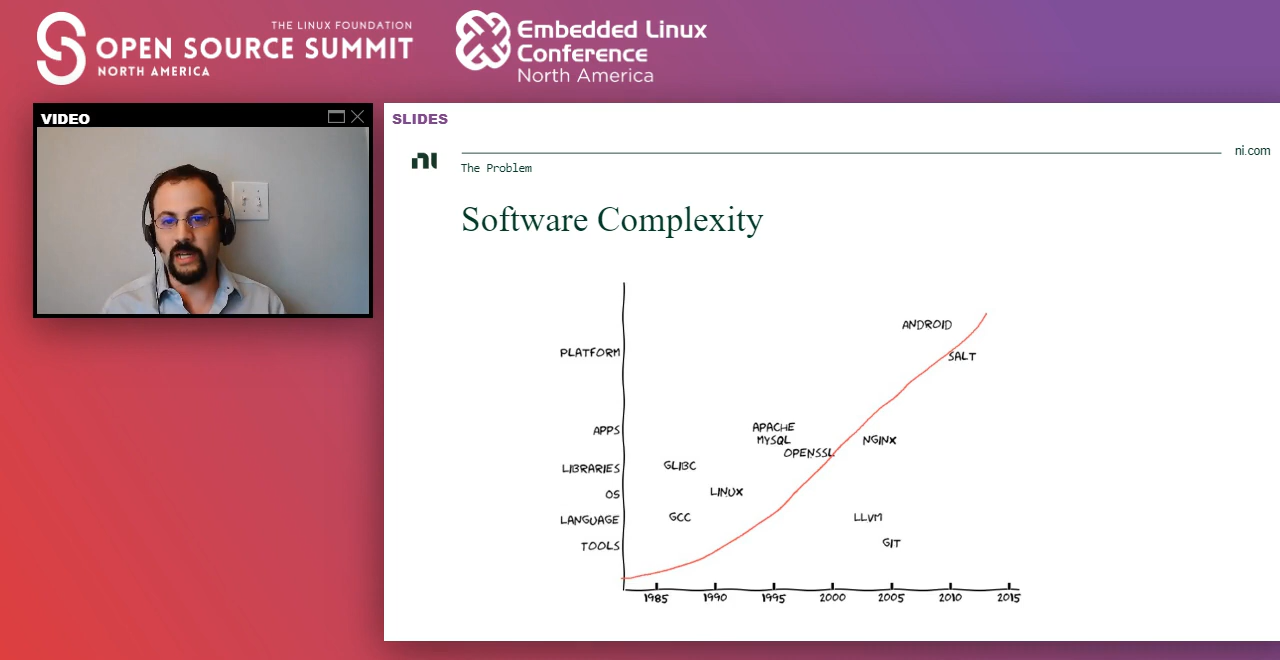 THE LINUX FOUNDATION
OPEN SOURCE SUMMIT
NORTH AMERICA
Embedded Linux
Conference
North America
VIDEO
SLIDES
ni
ni.com
The Problem
Software Complexity
ANDROID
PLATFORM
SALT
APPS
APACHE
MYSQL
NGINX
OPENSSL
LIBRARIES
GLIBC
OS
LINUX
LANGUAGE
GCC
LLVM
TOOLS
GIT
1985 1990 1995 2000 2005 2010 2015